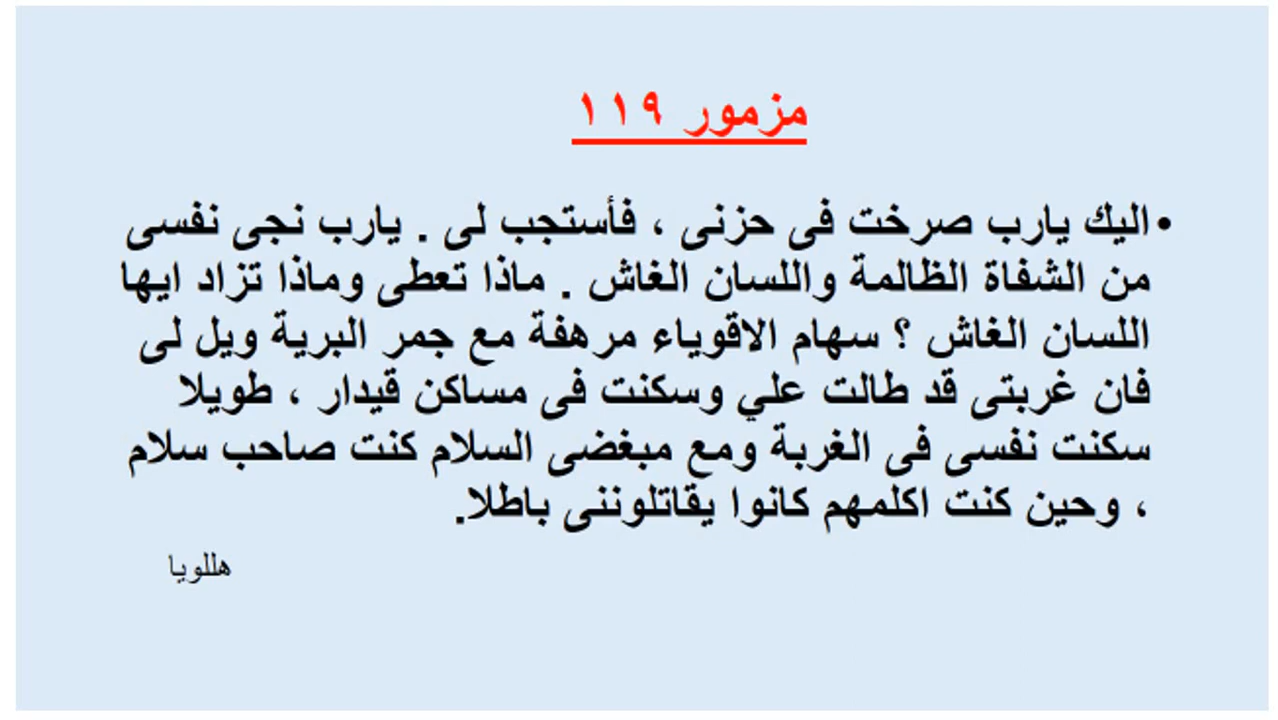 مزمور ١١٩
• اليك يارب صرخت فى حزنى ، فأستجب لى . يارب نجى نفسى
من الشفاة الظالمة واللسان الغاش . ماذا تعطى وماذا تزاد ايها
اللسان الغاش ؟ سهام الاقوياء مرهفة مع جمر البرية ويل لى
فان غربتى قد طالت علي وسكنت فى مساكن قيدار ، طويلا
سكنت نفسى فى الغربة ومع مبغضى السلام كنت صاحب سلام
، وحين كنت اكلمهم كانوا يقاتلوننى باطلا.
هللويا